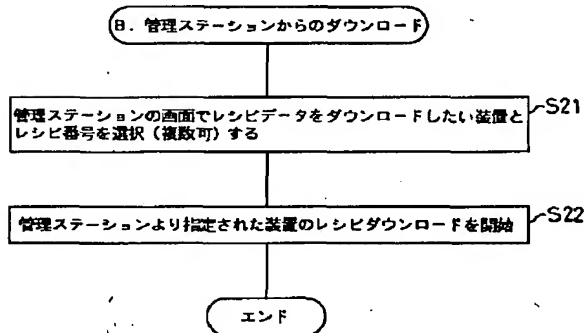 B. 管理ステーションからのダウンロード
管理ステーションの画面でレシピデータをダウンロードしたい装置と
レシピ番号を選択（複数可）する
S21
管理ステーションより指定された装置のレシピダウンロードを開始
S22
エンド